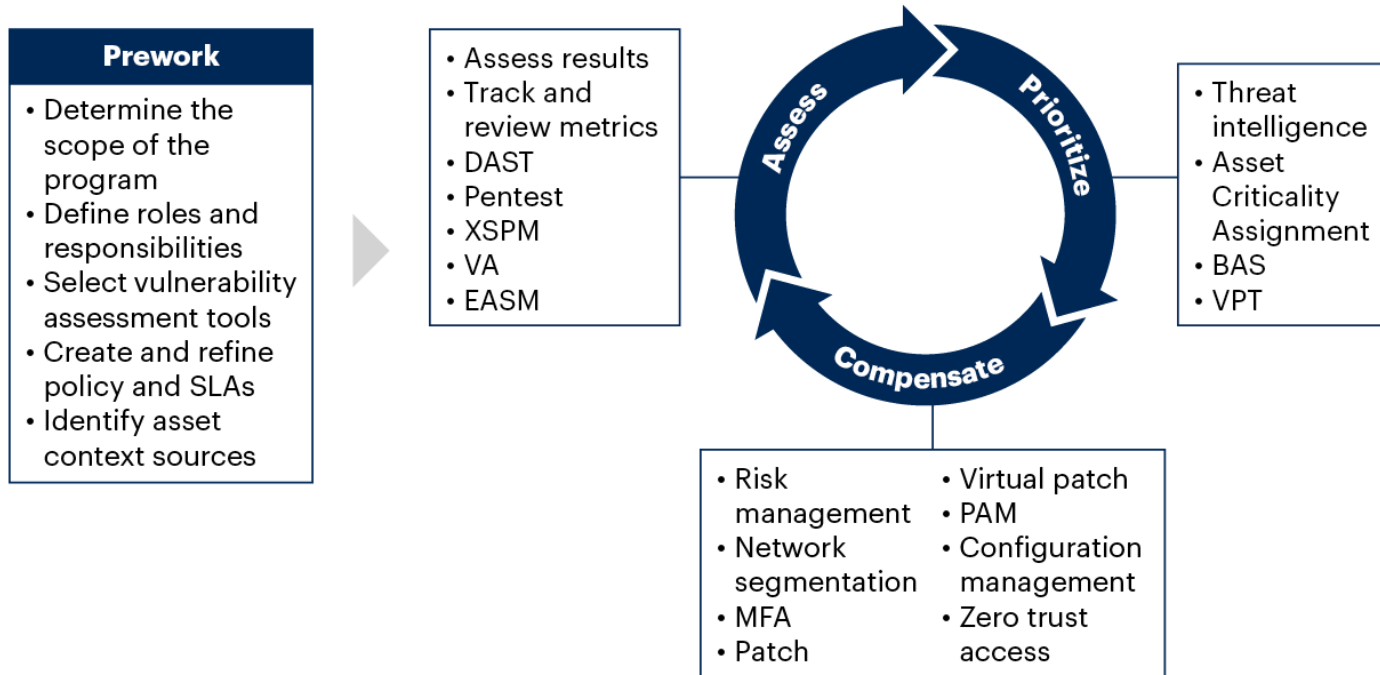 Prework
• Determine the
scope of the
program
• Define roles and
responsibilities
• Select vulnerability
assessment tools
• Create and refine
policy and SLAs
• Identify asset
context sources
• Assess results
• Track and
review metrics
• DAST
• Pentest
• XSPM
• VA
• EASM
Assess
Prioritize
Compensate
• Threat
intelligence
• Asset
Criticality
Assignment
• BAS
• VPT
• Risk
management
• Network
segmentation
• MFA
• Patch
• Virtual patch
• PAM
• Configuration
management
• Zero trust
access